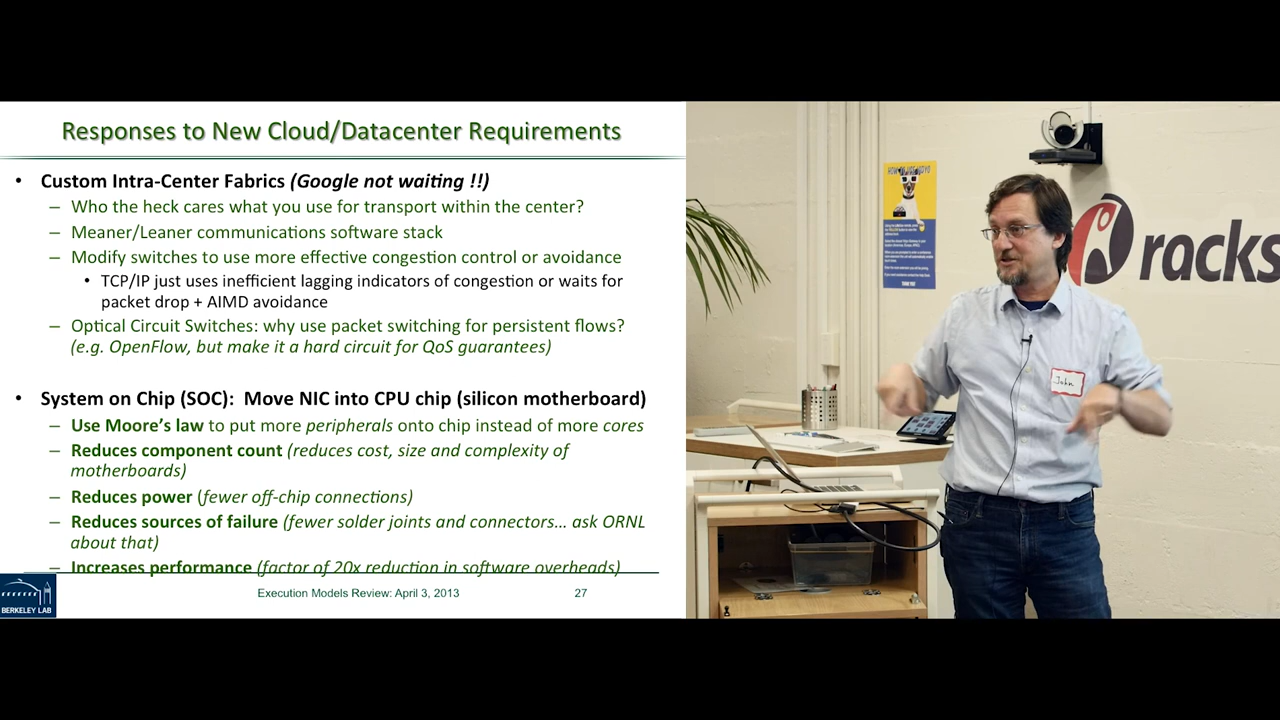 Responses to New Cloud/Datacenter Requirements
• Custom Intra-Center Fabrics (Google not waiting !!)
– Who the heck cares what you use for transport within the center?
– Meaner/Leaner communications software stack
– Modify switches to use more effective congestion control or avoidance
• TCP/IP just uses inefficient lagging indicators of congestion or waits for
packet drop + AIMD avoidance
– Optical Circuit Switches: why use packet switching for persistent flows?
(e.g. OpenFlow, but make it a hard circuit for QoS guarantees)
• System on Chip (SOC): Move NIC into CPU chip (silicon motherboard)
– Use Moore's law to put more peripherals onto chip instead of more cores
– Reduces component count (reduces cost, size and complexity of
motherboards)
– Reduces power (fewer off-chip connections)
– Reduces sources of failure (fewer solder joints and connectors... ask ORNL
about that)
– Increases performance (factor of 20x reduction in software overheads)
BERKELEY LAB
Execution Models Review: April 3, 2013
27
racks
John